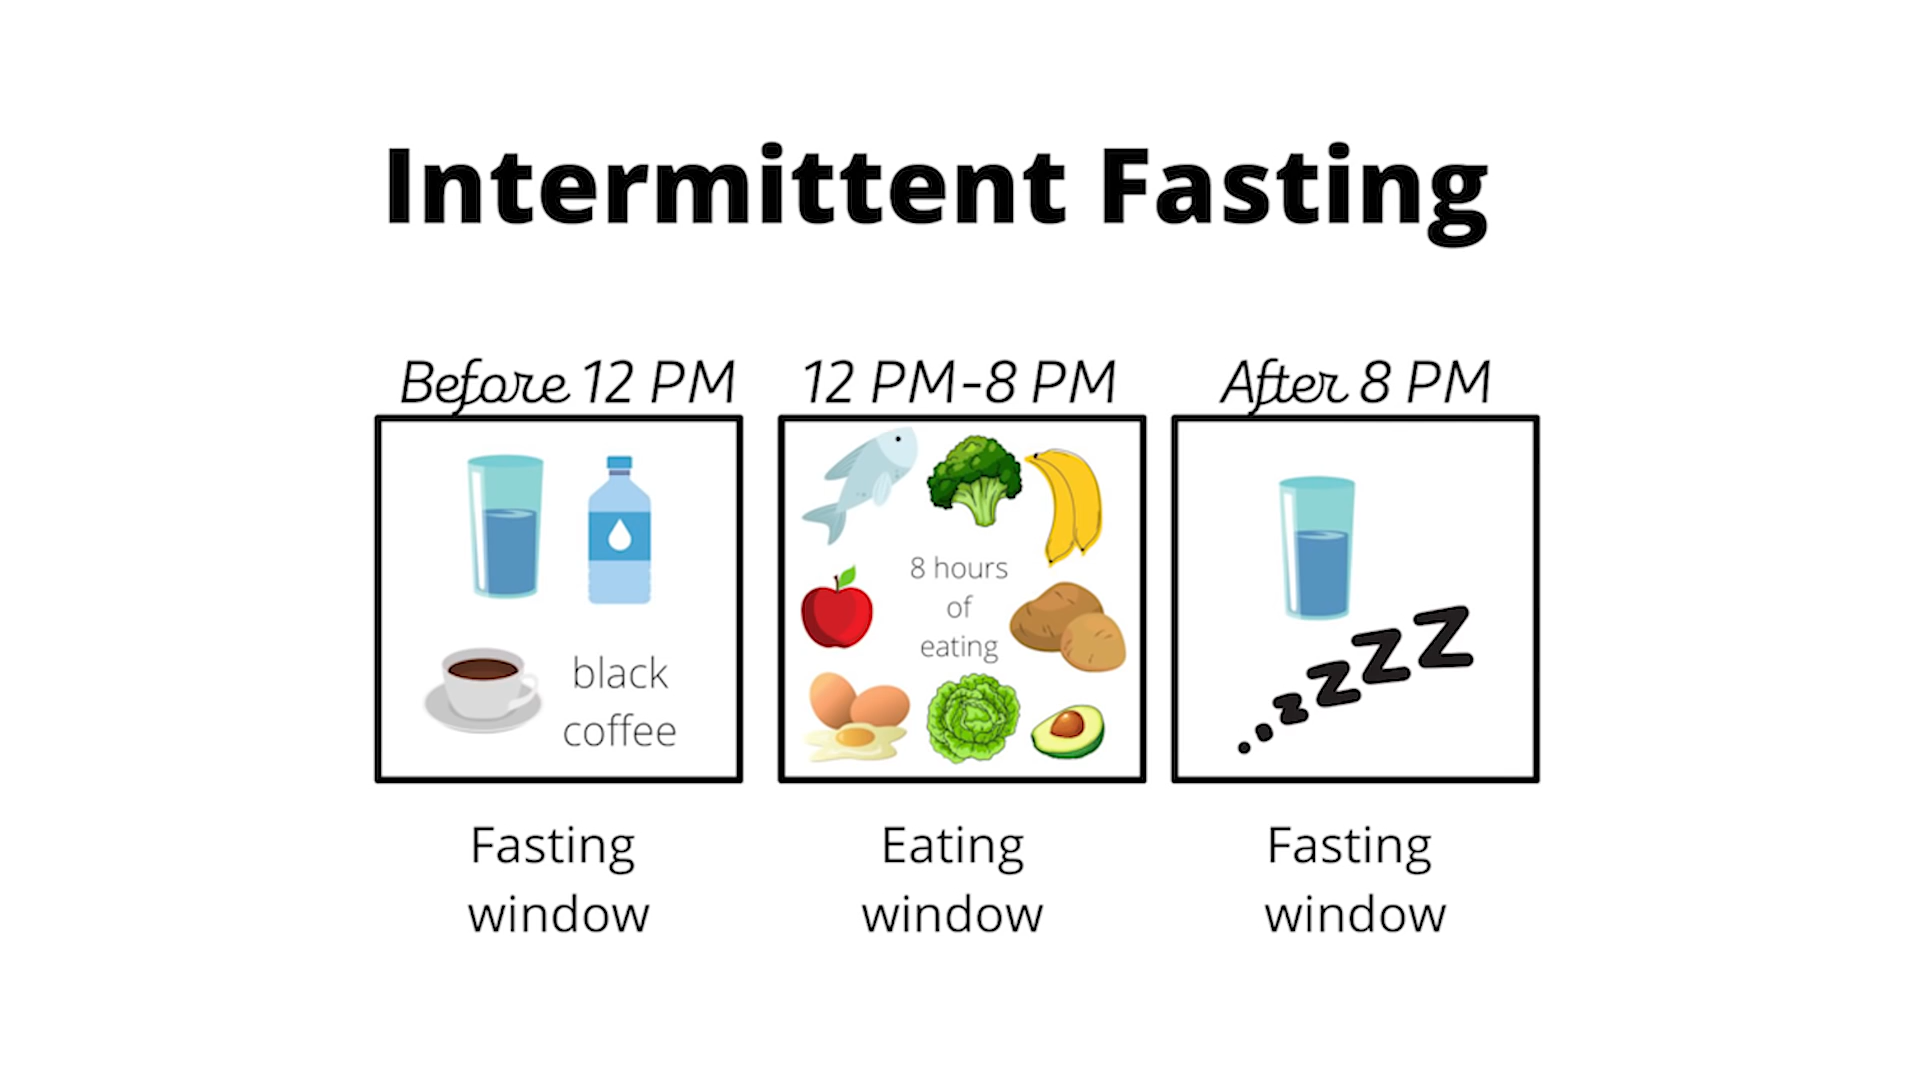 Intermittent Fasting
Before 12 PM
12 PM-8 PM
After 8 PM
black
coffee
8 hours
of
eating
zzZZZ
Fasting
window
Eating
window
Fasting
window